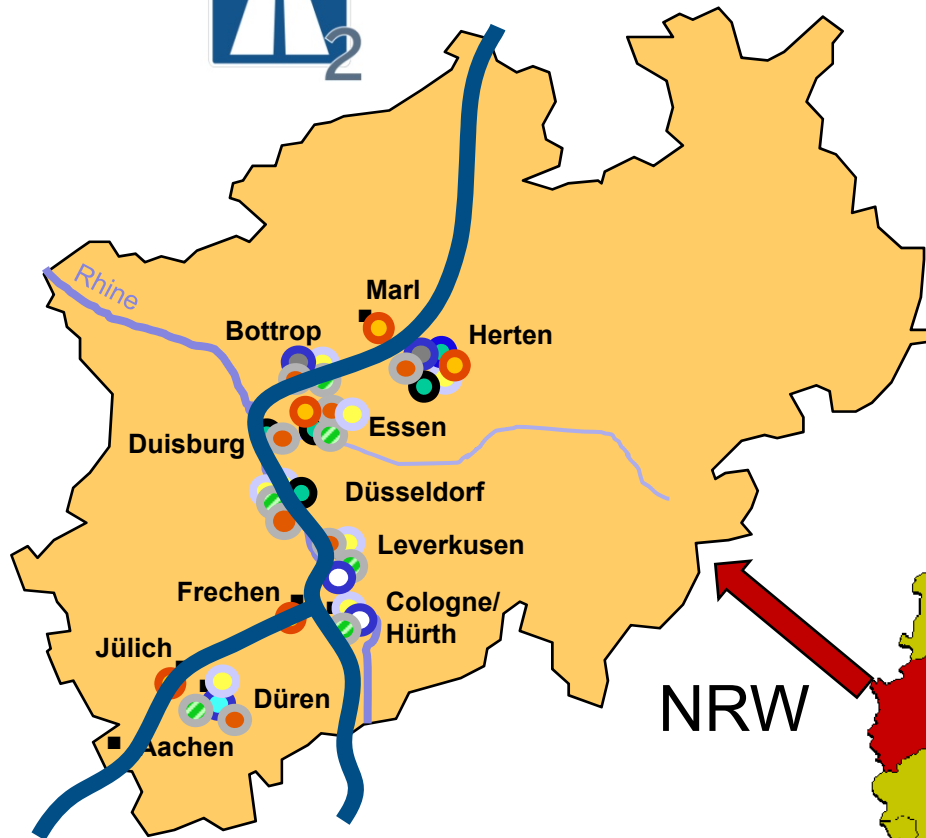 2
Rhine
Marl
Bottrop
Herten
Essen
Duisburg
Düsseldorf
Leverkusen
Frechen
Cologne/
Hürth
Jülich
Düren
NRW
Aachen